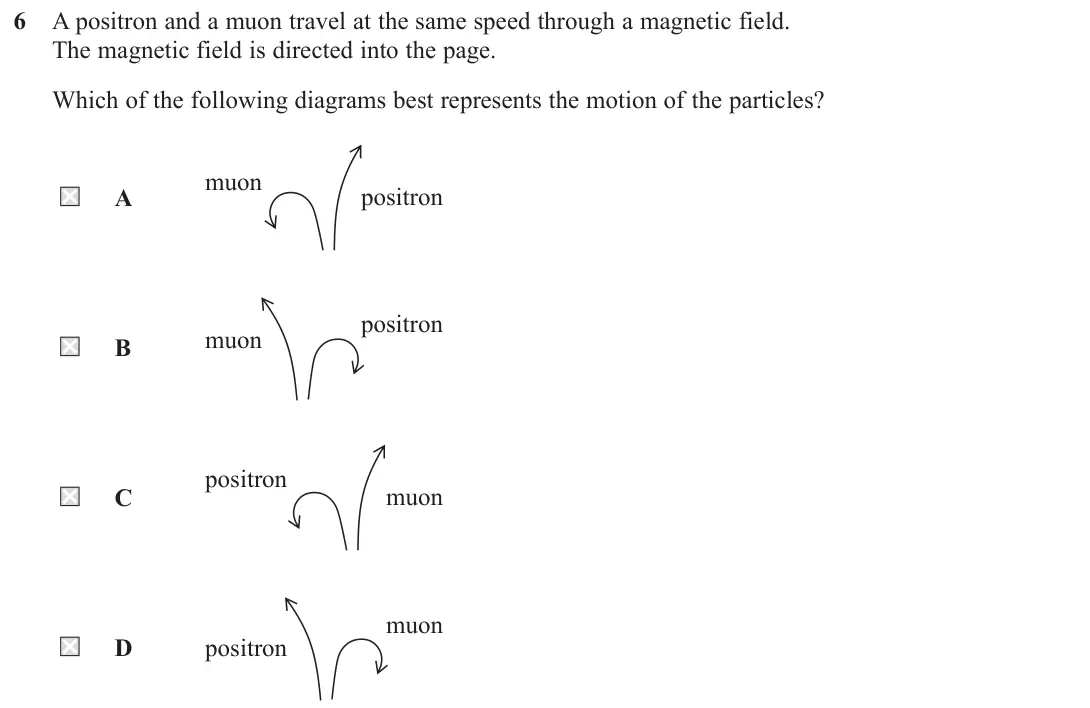 6 A positron and a muon travel at the same speed through a magnetic field.
The magnetic field is directed into the page.
Which of the following diagrams best represents the motion of the particles?
A muon positron
B muon positron
C positron muon
D positron muon